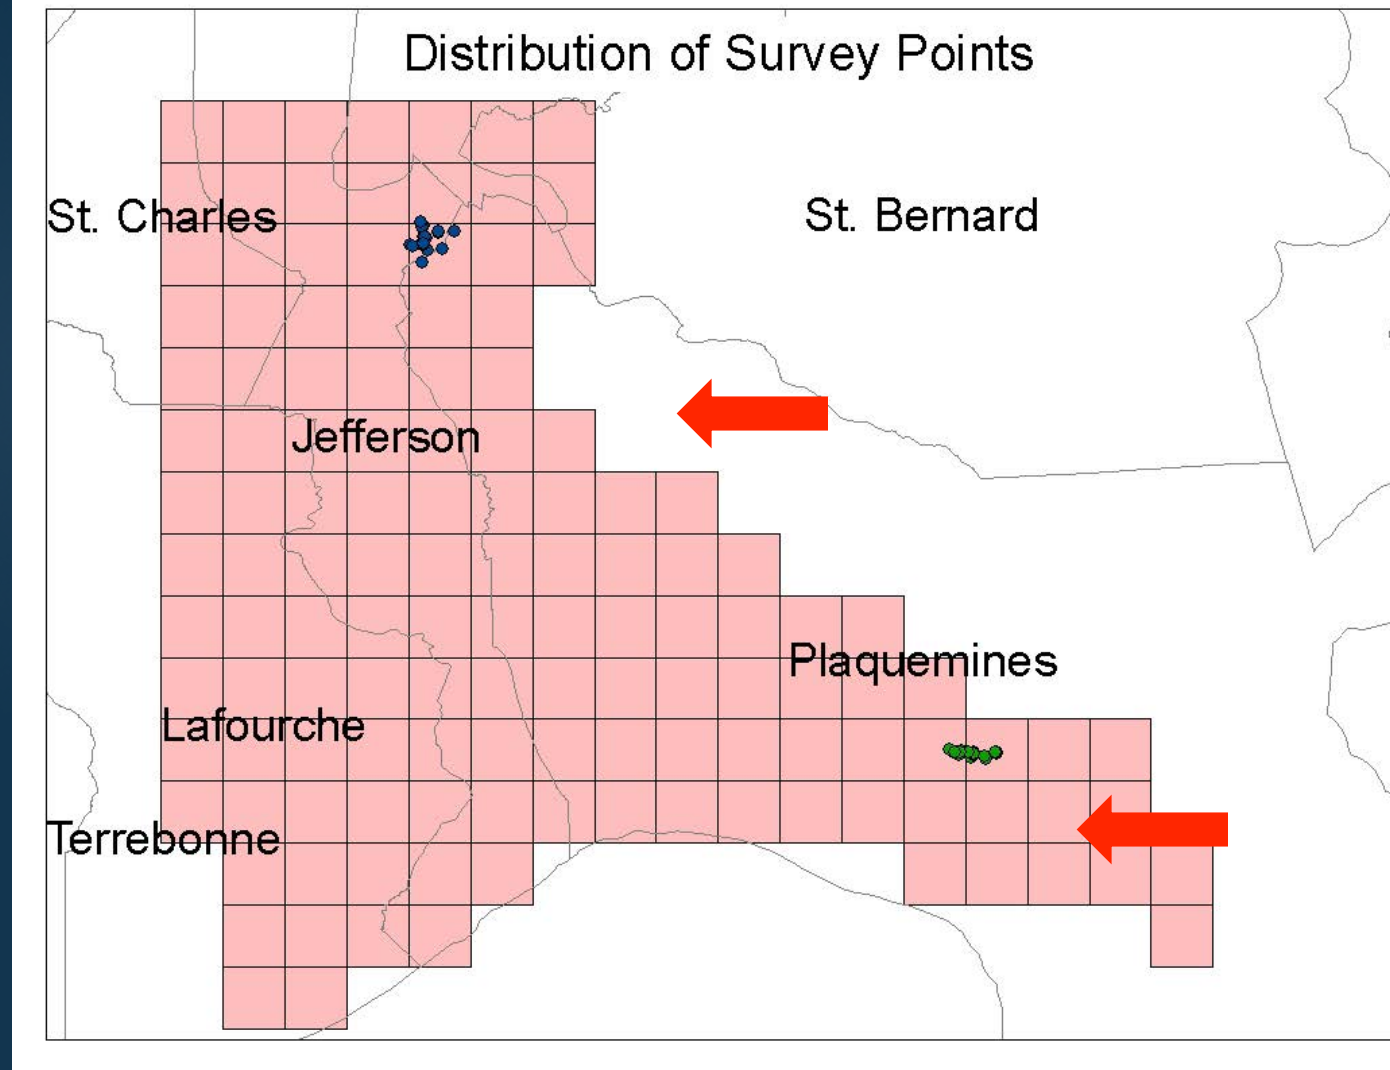 Distribution of Survey Points
St. Charles
St. Bernard
Jefferson
Plaquemines
Lafourche
Terrebonne